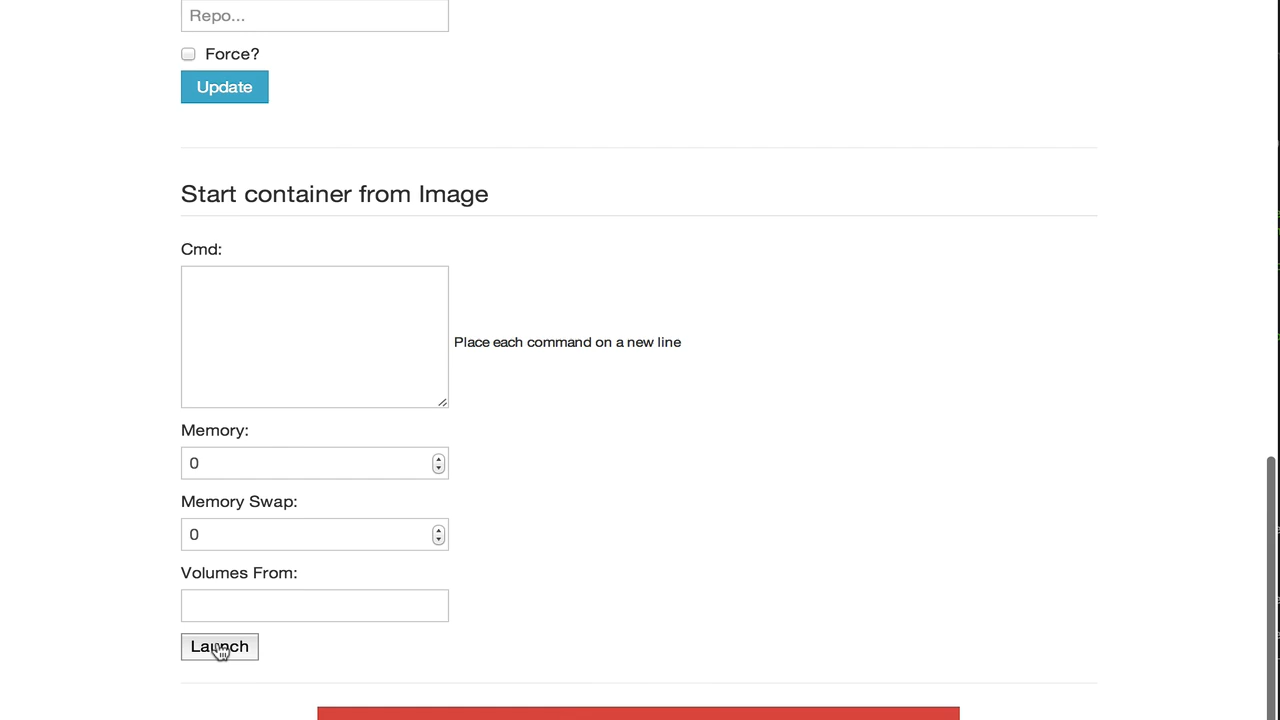 Repo...
Force?
Update
Start container from Image
Cmd:
Place each command on a new line
Memory:
0
Memory Swap:
0
Volumes From:
Launch